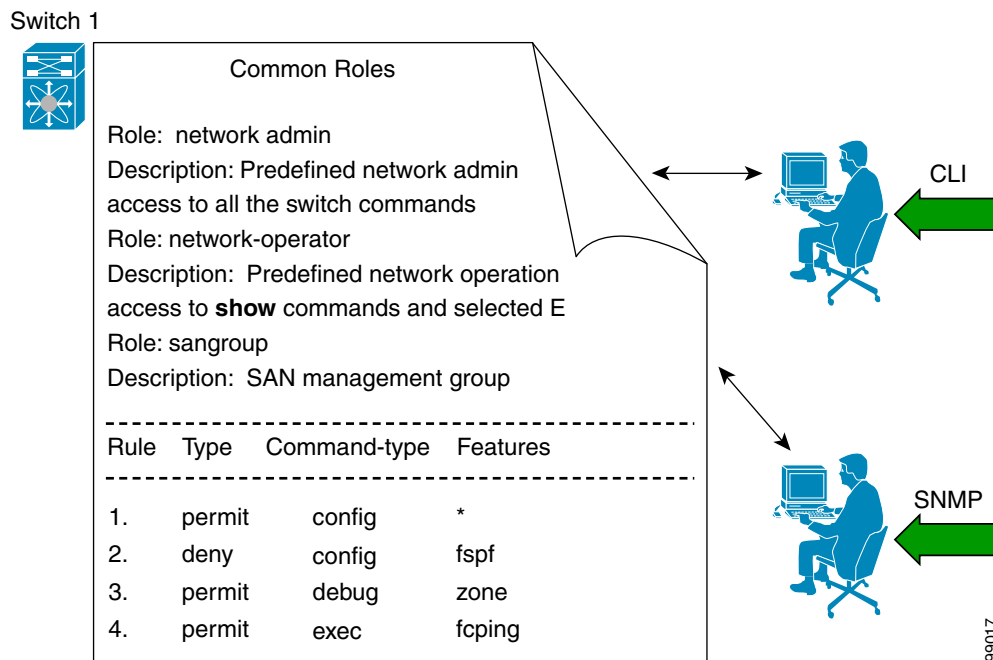 Switch 1
Common Roles
Role: network admin
Description: Predefined network admin
access to all the switch commands
Role: network-operator
Description: Predefined network operation
access to show commands and selected E
Role: sangroup
Description: SAN management group
Rule Type Command-type Features
1. permit config *
2. deny config fspf
3. permit debug zone
4. permit exec fcping
CLI
SNMP
99017